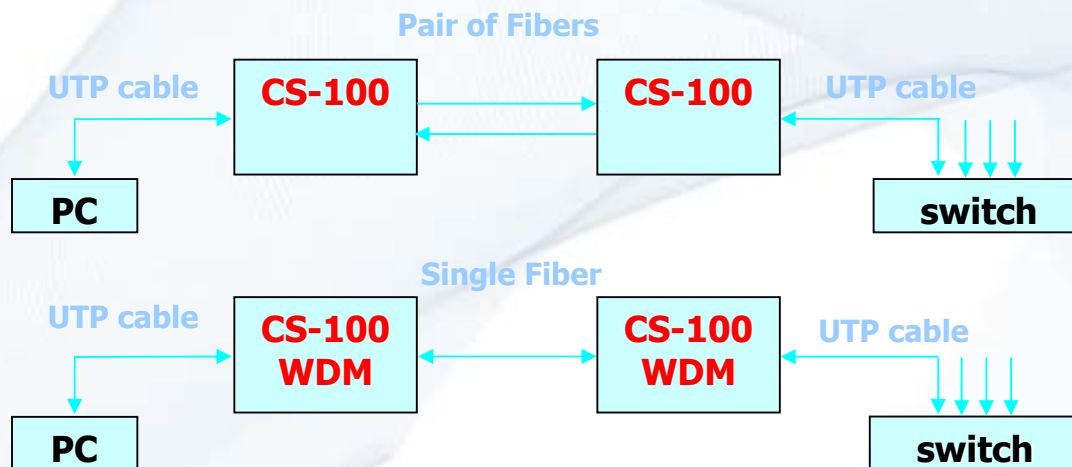 Pair of Fibers
UTP cable
CS-100
CS-100
UTP cable
PC
switch
Single Fiber
UTP cable
CS-100
WDM
CS-100
WDM
UTP cable
PC
switch